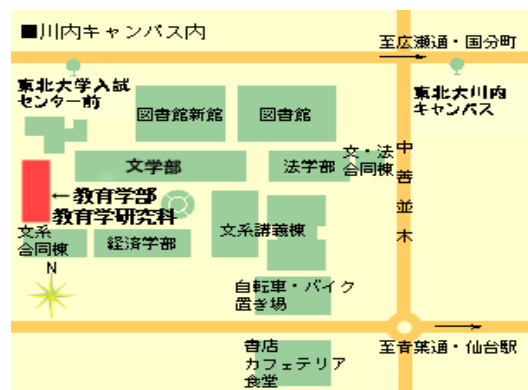 ■川内キャンパス内
至広瀬通・国分町
東北大学入試
センター前
東北大川内
キャンパス
図書館新館
図書館
文学部
法学部
文・法
合同棟
中善並木
←教育学部
教育学研究科
文系
合同棟
経済学部
文系講義棟
N
自転車・バイク
置き場
至青葉通・仙台駅
書店
カフェテリア
食堂